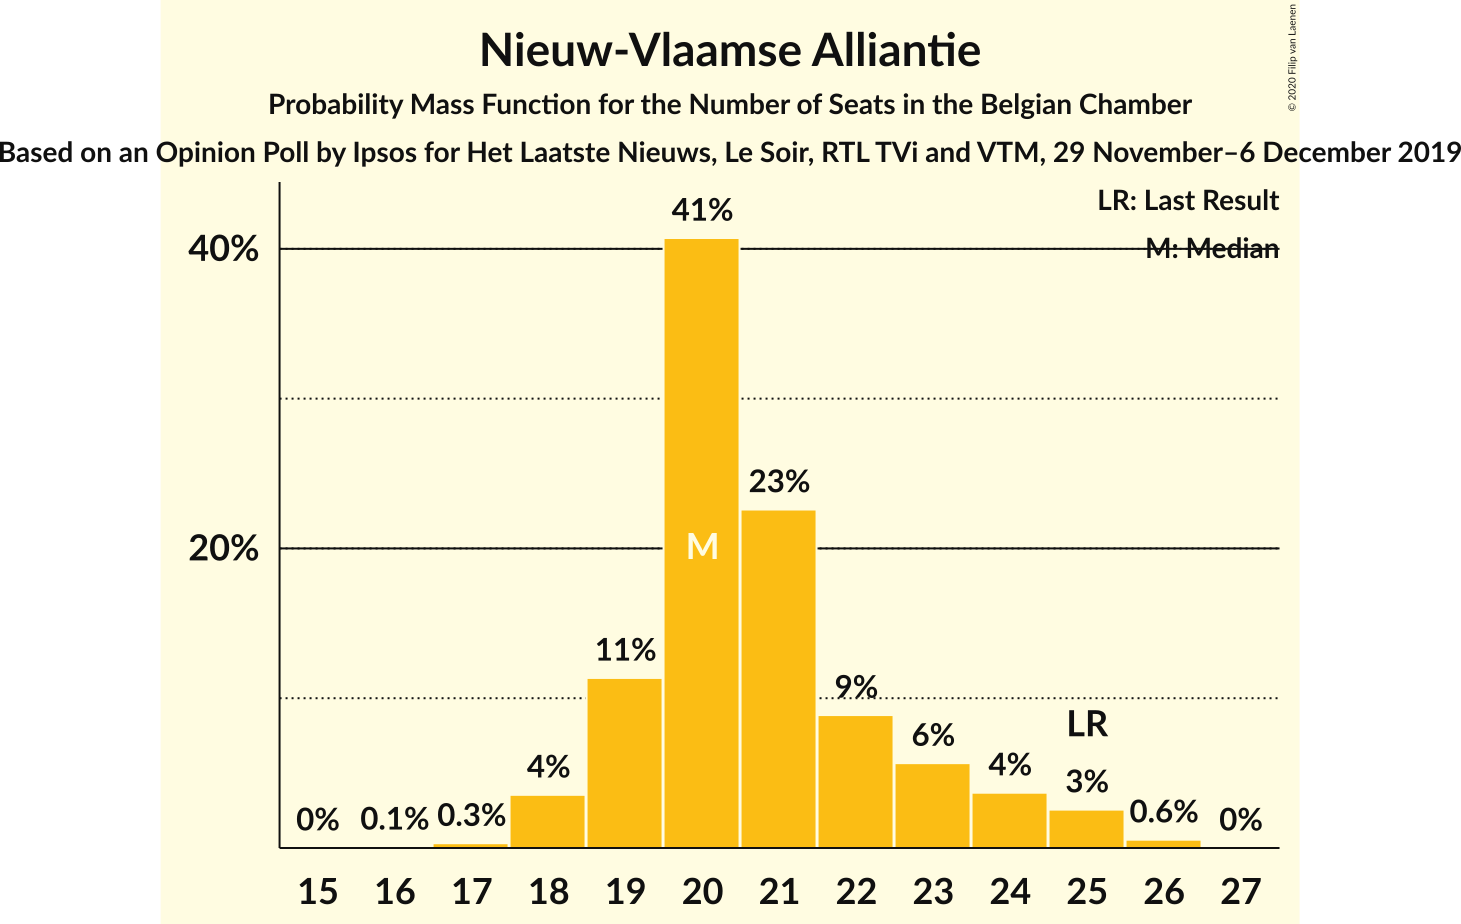 Nieuw-Vlaamse Alliantie
Probability Mass Function for the Number of Seats in the Belgian Chamber
Based on an Opinion Poll by Ipsos for Het Laatste Nieuws, Le Soir, RTL TVi and VTM, 29 November–6 December 2019
© 2020 Filip van Laenen
LR: Last Result
M: Median
40%
20%
0%
0.1%
0.3%
4%
11%
41%
M
23%
9%
6%
4%
LR
3%
0.6%
0%
15 16 17 18 19 20 21 22 23 24 25 26 27